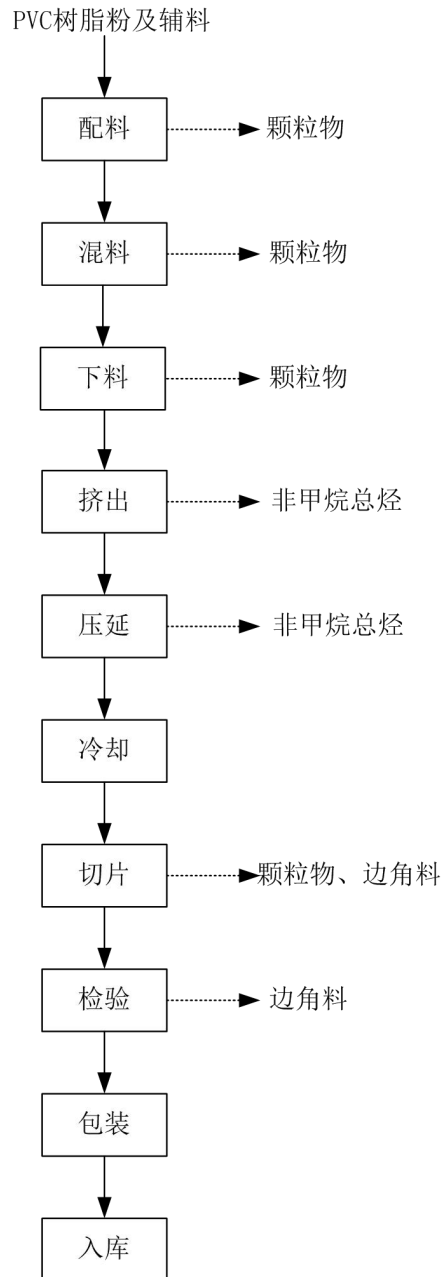 PVC树脂粉及辅料
配料
颗粒物
混料
颗粒物
下料
颗粒物
挤出
非甲烷总烃
压延
非甲烷总烃
冷却
切片
颗粒物、边角料
检验
边角料
包装
入库